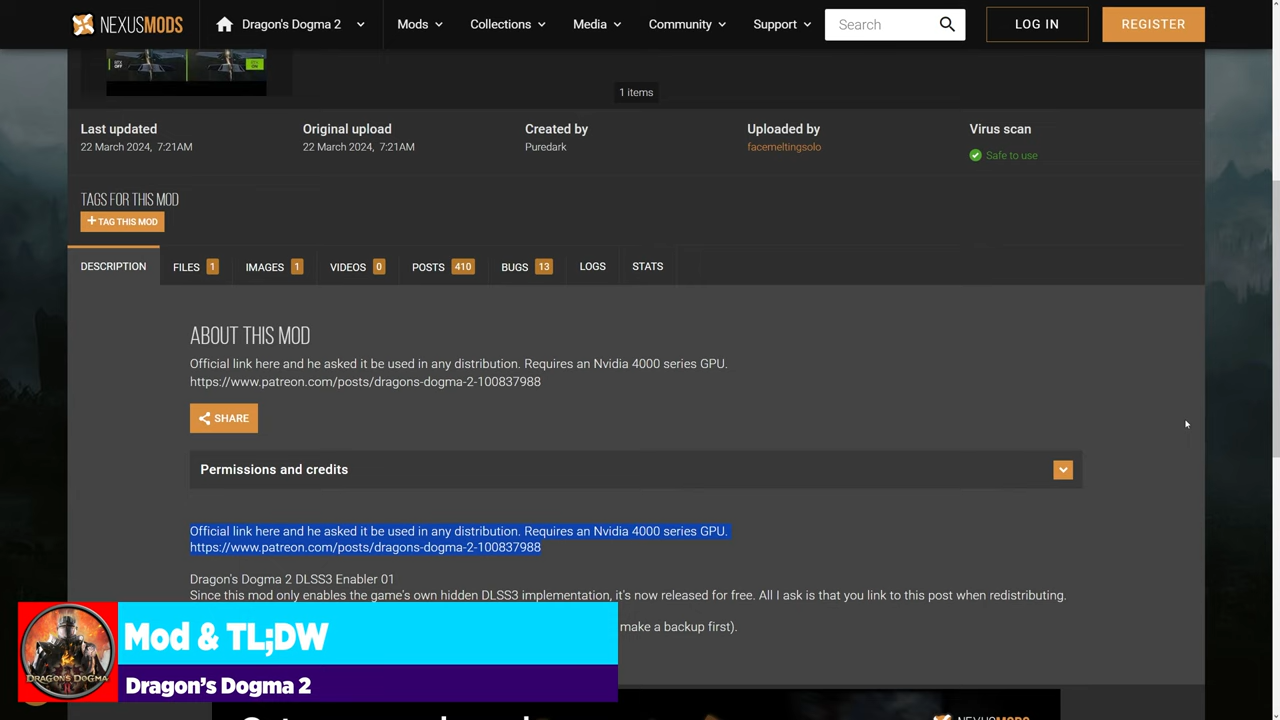 NEXUSMODS
Dragon's Dogma 2
Mods
Collections
Media
Community
Support
Search
LOG IN
REGISTER
OFF
ON
1 items
Last updated
22 March 2024, 7:21AM
Original upload
22 March 2024, 7:21AM
Created by
Puredark
Uploaded by
facemeltingsolo
Virus scan
Safe to use
TAGS FOR THIS MOD
+ TAG THIS MOD
DESCRIPTION
FILES 1
IMAGES 1
VIDEOS 0
POSTS 410
BUGS 13
LOGS
STATS
ABOUT THIS MOD
Official link here and he asked it be used in any distribution. Requires an Nvidia 4000 series GPU.
https://www.patreon.com/posts/dragons-dogma-2-100837988
SHARE
Permissions and credits
Official link here and he asked it be used in any distribution. Requires an Nvidia 4000 series GPU.
https://www.patreon.com/posts/dragons-dogma-2-100837988
Dragon's Dogma 2 DLSS3 Enabler 01
Since this mod only enables the game's own hidden DLSS3 implementation, it's now released for free. All I ask is that you link to this post when redistributing.
make a backup first).
DRAGON'S DOGMA
Mod & TL;DW
Dragon's Dogma 2
NEXUSMODS